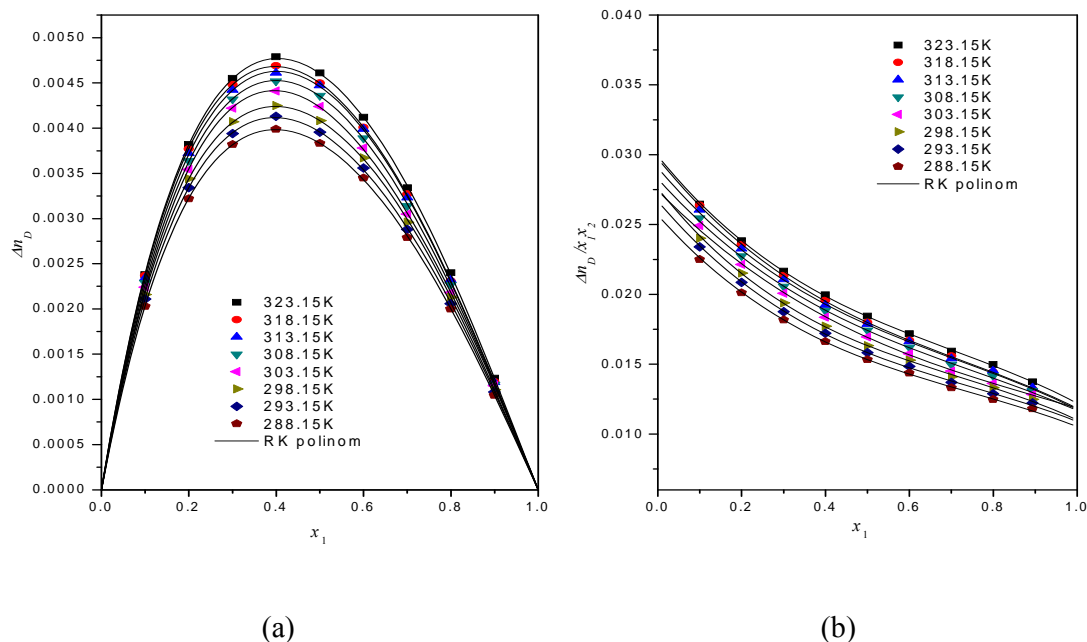 0.0050
0.0045
0.0040
0.0035
0.0030
0.0025
0.0020
0.0015
0.0010
0.0005
0.0000
Δn_D
323.15K
318.15K
313.15K
308.15K
303.15K
298.15K
293.15K
288.15K
RK polinom
0.0 0.2 0.4 0.6 0.8 1.0
x_1
(a)
0.040
0.035
0.030
0.025
0.020
0.015
0.010
Δn_D/x_1x_2
323.15K
318.15K
313.15K
308.15K
303.15K
298.15K
293.15K
288.15K
RK polinom
0.0 0.2 0.4 0.6 0.8 1.0
x_1
(b)